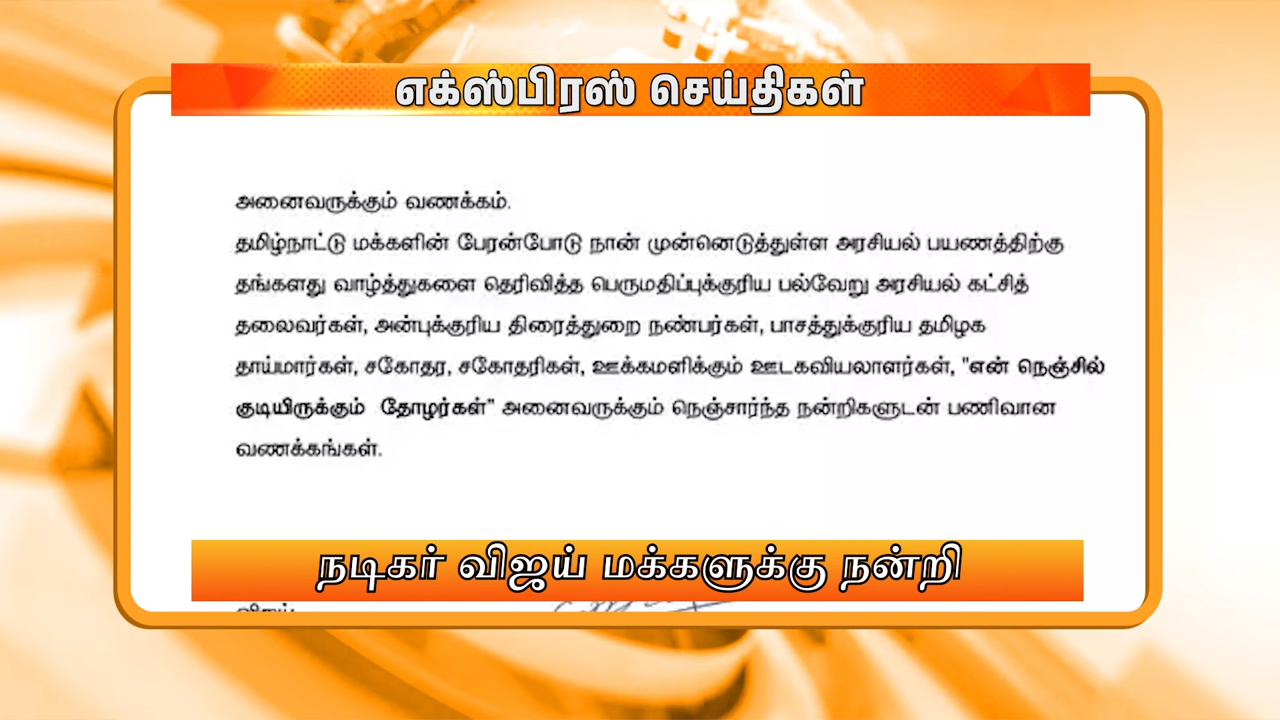 எக்ஸ்பிரஸ் செய்திகள்
அனைவருக்கும் வணக்கம்.
தமிழ்நாட்டு மக்களின் பேரன்போடு நான் முன்னெடுத்துள்ள அரசியல் பயணத்திற்கு
தங்களது வாழ்த்துகளை தெரிவித்த பெருமதிப்புக்குரிய பல்வேறு அரசியல் கட்சித்
தலைவர்கள், அன்புக்குரிய திரைத்துறை நண்பர்கள், பாசத்துக்குரிய தமிழக
தாய்மார்கள், சகோதர, சகோதரிகள், ஊக்கமளிக்கும் ஊடகவியலாளர்கள், "என் நெஞ்சில்
குடியிருக்கும் தோழர்கள்" அனைவருக்கும் நெஞ்சார்ந்த நன்றிகளுடன் பணிவான
வணக்கங்கள்.
நடிகர் விஜய் மக்களுக்கு நன்றி